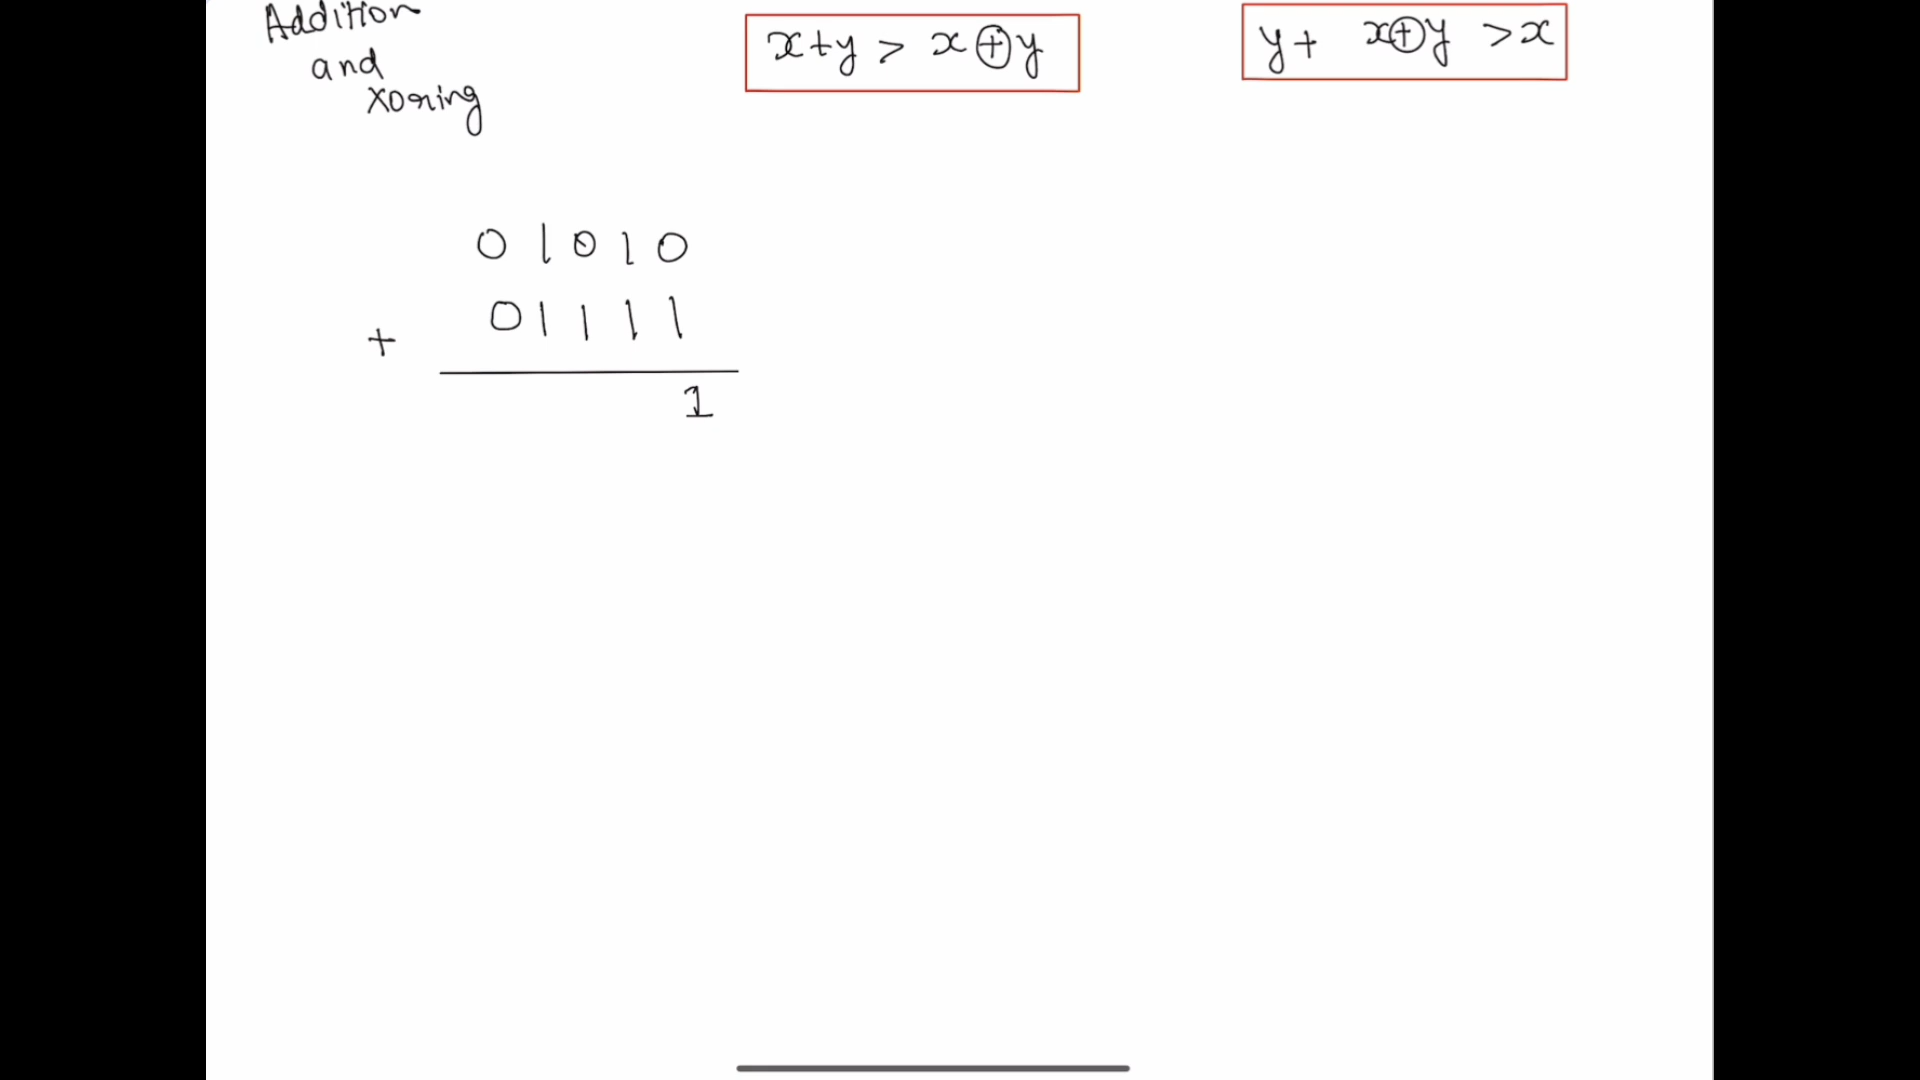 Addition
and
xoring
x+y > x⊕y
y+ x⊕y >x
0 1 0 1 0
+ 0 1 1 1 1
1